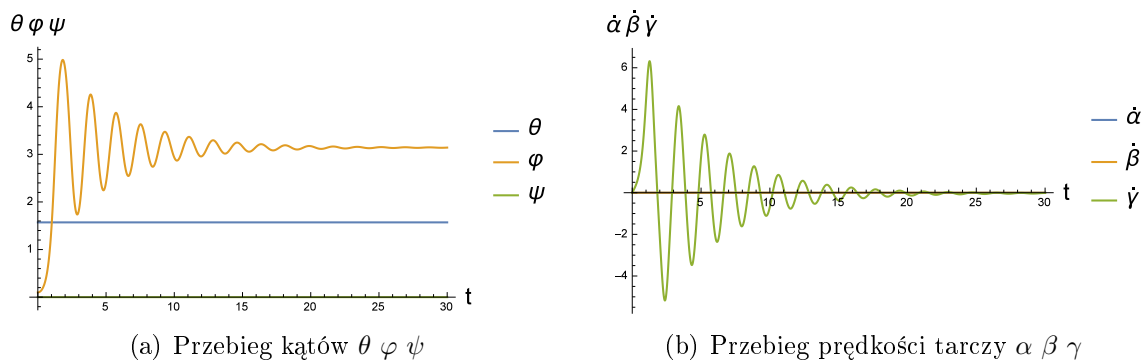 θ φ ψ
5
4
3
2
1
5 10 15 20 25 30
t
θ
φ
ψ
(a) Przebieg kątów θ φ ψ
α̇ β̇ γ̇
6
4
2
-2
-4
5 10 15 20 25 30
t
α̇
β̇
γ̇
(b) Przebieg prędkości tarczy α β γ